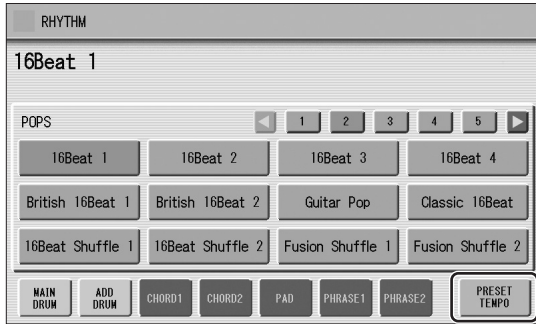 RHYTHM
16Beat 1
POPS 1 2 3 4 5
16Beat 1 16Beat 2 16Beat 3 16Beat 4
British 16Beat 1 British 16Beat 2 Guitar Pop Classic 16Beat
16Beat Shuffle 1 16Beat Shuffle 2 Fusion Shuffle 1 Fusion Shuffle 2
MAIN DRUM ADD DRUM CHORD1 CHORD2 PAD PHRASE1 PHRASE2 PRESET TEMPO